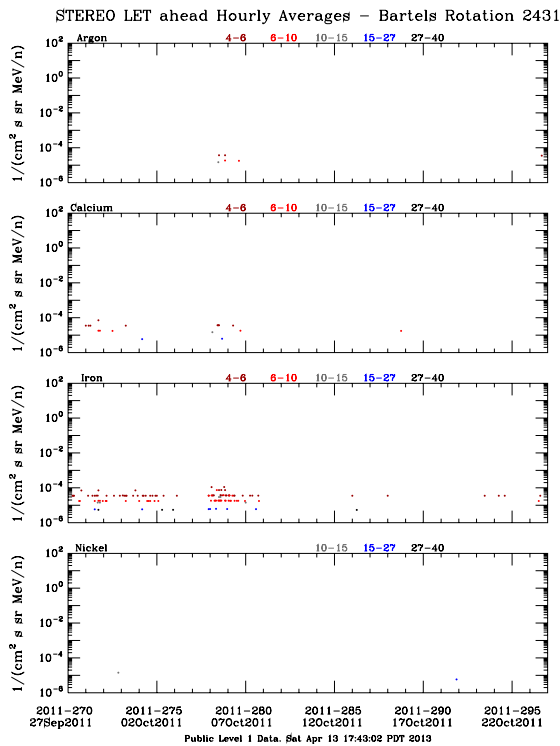 STEREO LET ahead Hourly Averages - Bartels Rotation 2431
Argon 4-6 6-10 10-15 15-27 27-40
10^2
10^0
10^-2
10^-4
10^-6
1/(cm^2 s sr MeV/n)
Calcium 4-6 6-10 10-15 15-27 27-40
10^2
10^0
10^-2
10^-4
10^-6
1/(cm^2 s sr MeV/n)
Iron 4-6 6-10 10-15 15-27 27-40
10^2
10^0
10^-2
10^-4
10^-6
1/(cm^2 s sr MeV/n)
Nickel 10-15 15-27 27-40
10^2
10^0
10^-2
10^-4
10^-6
1/(cm^2 s sr MeV/n)
2011-270 2011-275 2011-280 2011-285 2011-290 2011-295
27Sep2011 02Oct2011 07Oct2011 12Oct2011 17Oct2011 22Oct2011
Public Level 1 Data. Sat Apr 13 17:43:02 PDT 2013